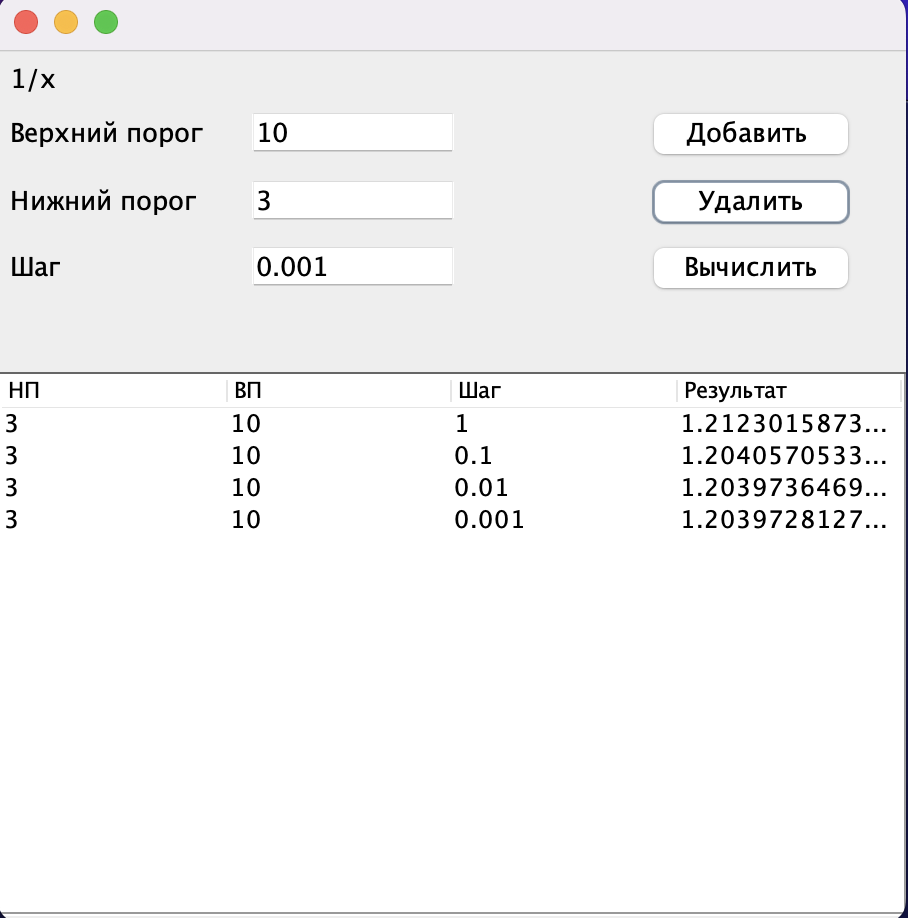 1/x
Верхний порог 10 Добавить
Нижний порог 3 Удалить
Шаг 0.001 Вычислить
НП ВП Шаг Результат
3 10 1 1.2123015873...
3 10 0.1 1.2040570533...
3 10 0.01 1.2039736469...
3 10 0.001 1.2039728127...